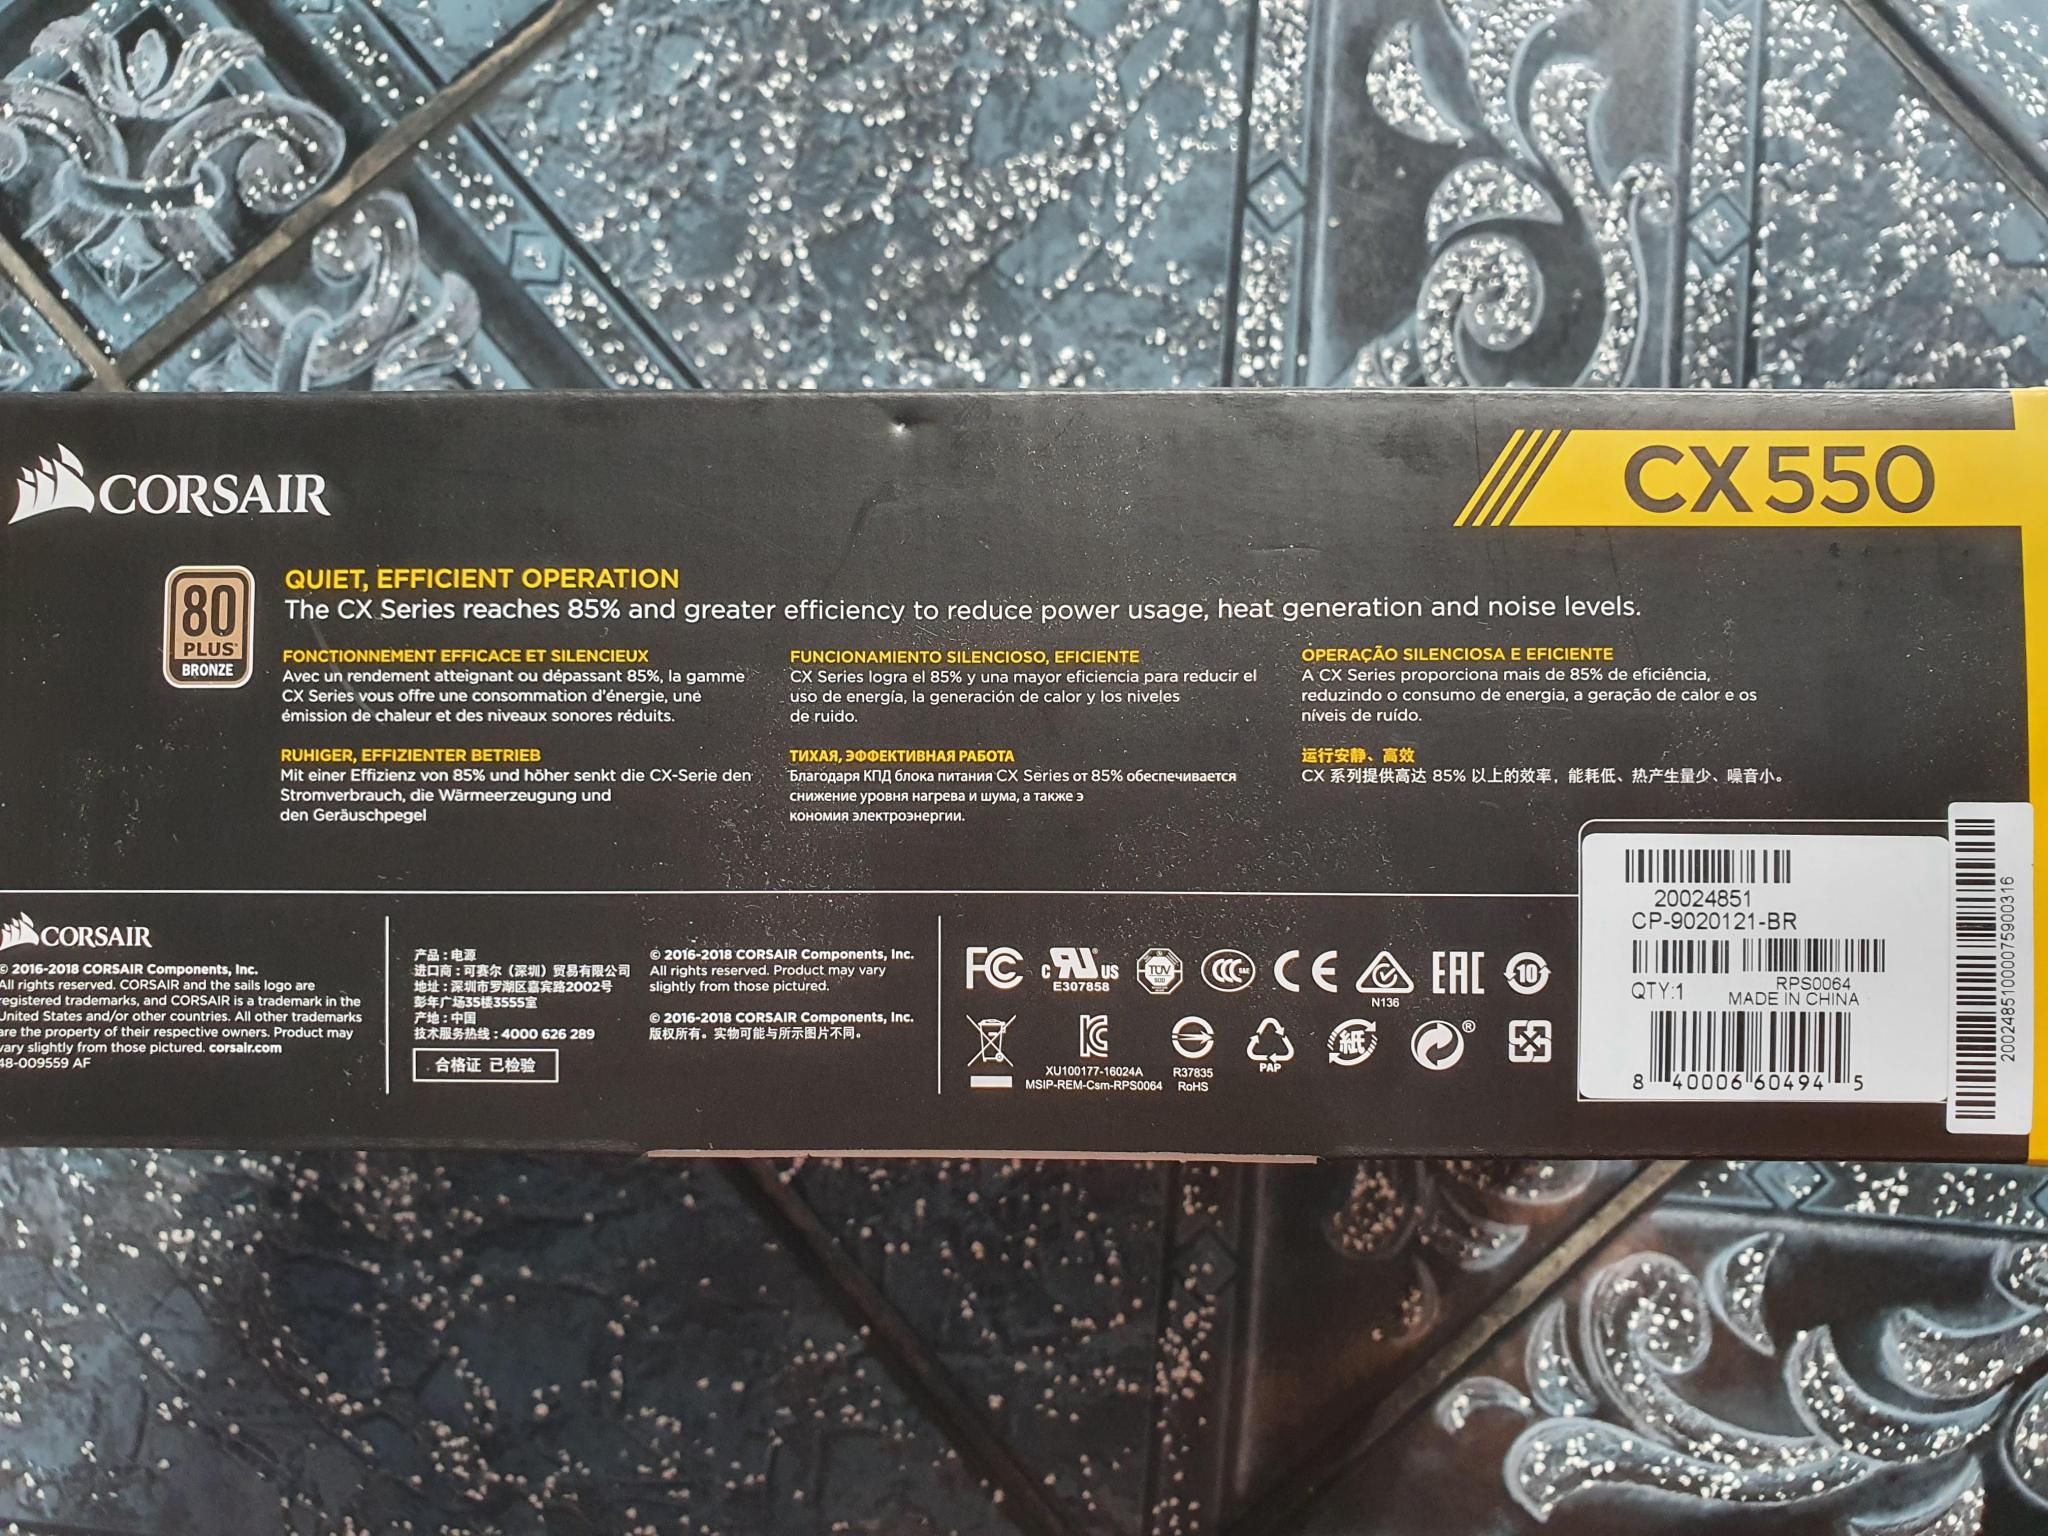 CORSAIR
CX550
80
PLUS
BRONZE
QUIET, EFFICIENT OPERATION
The CX Series reaches 85% and greater efficiency to reduce power usage, heat generation and noise levels.
FONCTIONNEMENT EFFICACE ET SILENCIEUX
Avec un rendement atteignant ou dépassant 85%, la gamme
CX Series vous offre une consommation d'énergie, une
émission de chaleur et des niveaux sonores réduits.
FUNCIONAMIENTO SILENCIOSO, EFICIENTE
CX Series logra el 85% y una mayor eficiencia para reducir el
uso de energía, la generación de calor y los niveles
de ruido.
OPERAÇÃO SILENCIOSA E EFICIENTE
A CX Series proporciona mais de 85% de eficiência,
reduzindo o consumo de energia, a geração de calor e os
níveis de ruído.
RUHIGER, EFFIZIENTER BETRIEB
Mit einer Effizienz von 85% und höher senkt die CX-Serie den
Stromverbrauch, die Wärmeerzeugung und
den Geräuschpegel
ТИХАЯ, ЭФФЕКТИВНАЯ РАБОТА
Благодаря КПД блока питания CX Series от 85% обеспечивается
снижение уровня нагрева и шума, а также э
кономия электроэнергии.
运行安静、高效
CX 系列提供高达 85% 以上的效率，能耗低、热产生量少、噪音小。
CORSAIR
© 2016-2018 CORSAIR Components, Inc.
All rights reserved. CORSAIR and the sails logo are
registered trademarks, and CORSAIR is a trademark in the
United States and/or other countries. All other trademarks
are the property of their respective owners. Product may
vary slightly from those pictured. corsair.com
48-009559 AF
产品：电源
进口商：可赛尔（深圳）贸易有限公司
地址：深圳市罗湖区嘉宾路2002号
彭年广场35楼3555室
产地：中国
技术服务热线：4000 626 289
合格证 已检验
© 2016-2018 CORSAIR Components, Inc.
All rights reserved. Product may vary
slightly from those pictured.
© 2016-2018 CORSAIR Components, Inc.
版权所有。实物可能与所示图片不同。
FC
c RU US
E307858
TÜV
CCC
CE
N136
EAC
10
XU100177-16024A
MSIP-REM-Csm-RPS0064
R37835
RoHS
PAP
紙
®
20024851
CP-9020121-BR
QTY:1
RPS0064
MADE IN CHINA
8 40006 60494 5
20024851000075900316